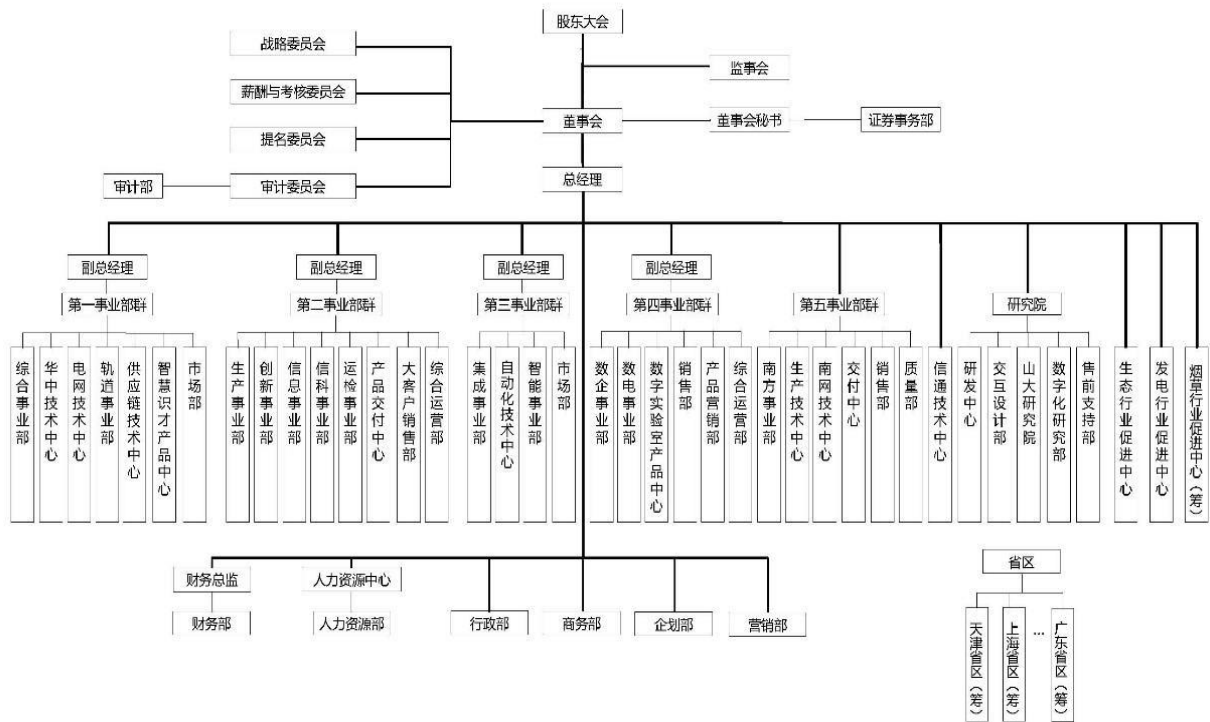 股东大会
战略委员会
监事会
薪酬与考核委员会
董事会
董事会秘书
证券事务部
提名委员会
总经理
审计部
审计委员会
副总经理
副总经理
副总经理
副总经理
第一事业部群
第二事业部群
第三事业部群
第四事业部群
第五事业部群
研究院
综合事业部
华中技术中心
电网技术中心
轨道事业部
供应链技术中心
智慧识才产品中心
市场部
生产事业部
创新事业部
信息事业部
信科事业部
运检事业部
产品交付中心
大客户销售部
综合运营部
集成事业部
自动化技术中心
智能事业部
市场部
数企事业部
数电事业部
数字实验室产品中心
销售部
产品营销部
综合运营部
南方事业部
生产技术中心
南网技术中心
交付中心
销售部
质量部
信通技术中心
研发中心
交互设计部
山大研究院
数字化研究部
售前支持部
生态行业促进中心
发电行业促进中心
烟草行业促进中心（筹）
财务总监
人力资源中心
省区
财务部
人力资源部
行政部
商务部
企划部
营销部
天津省区（筹）
上海省区（筹）
...
广东省区（筹）